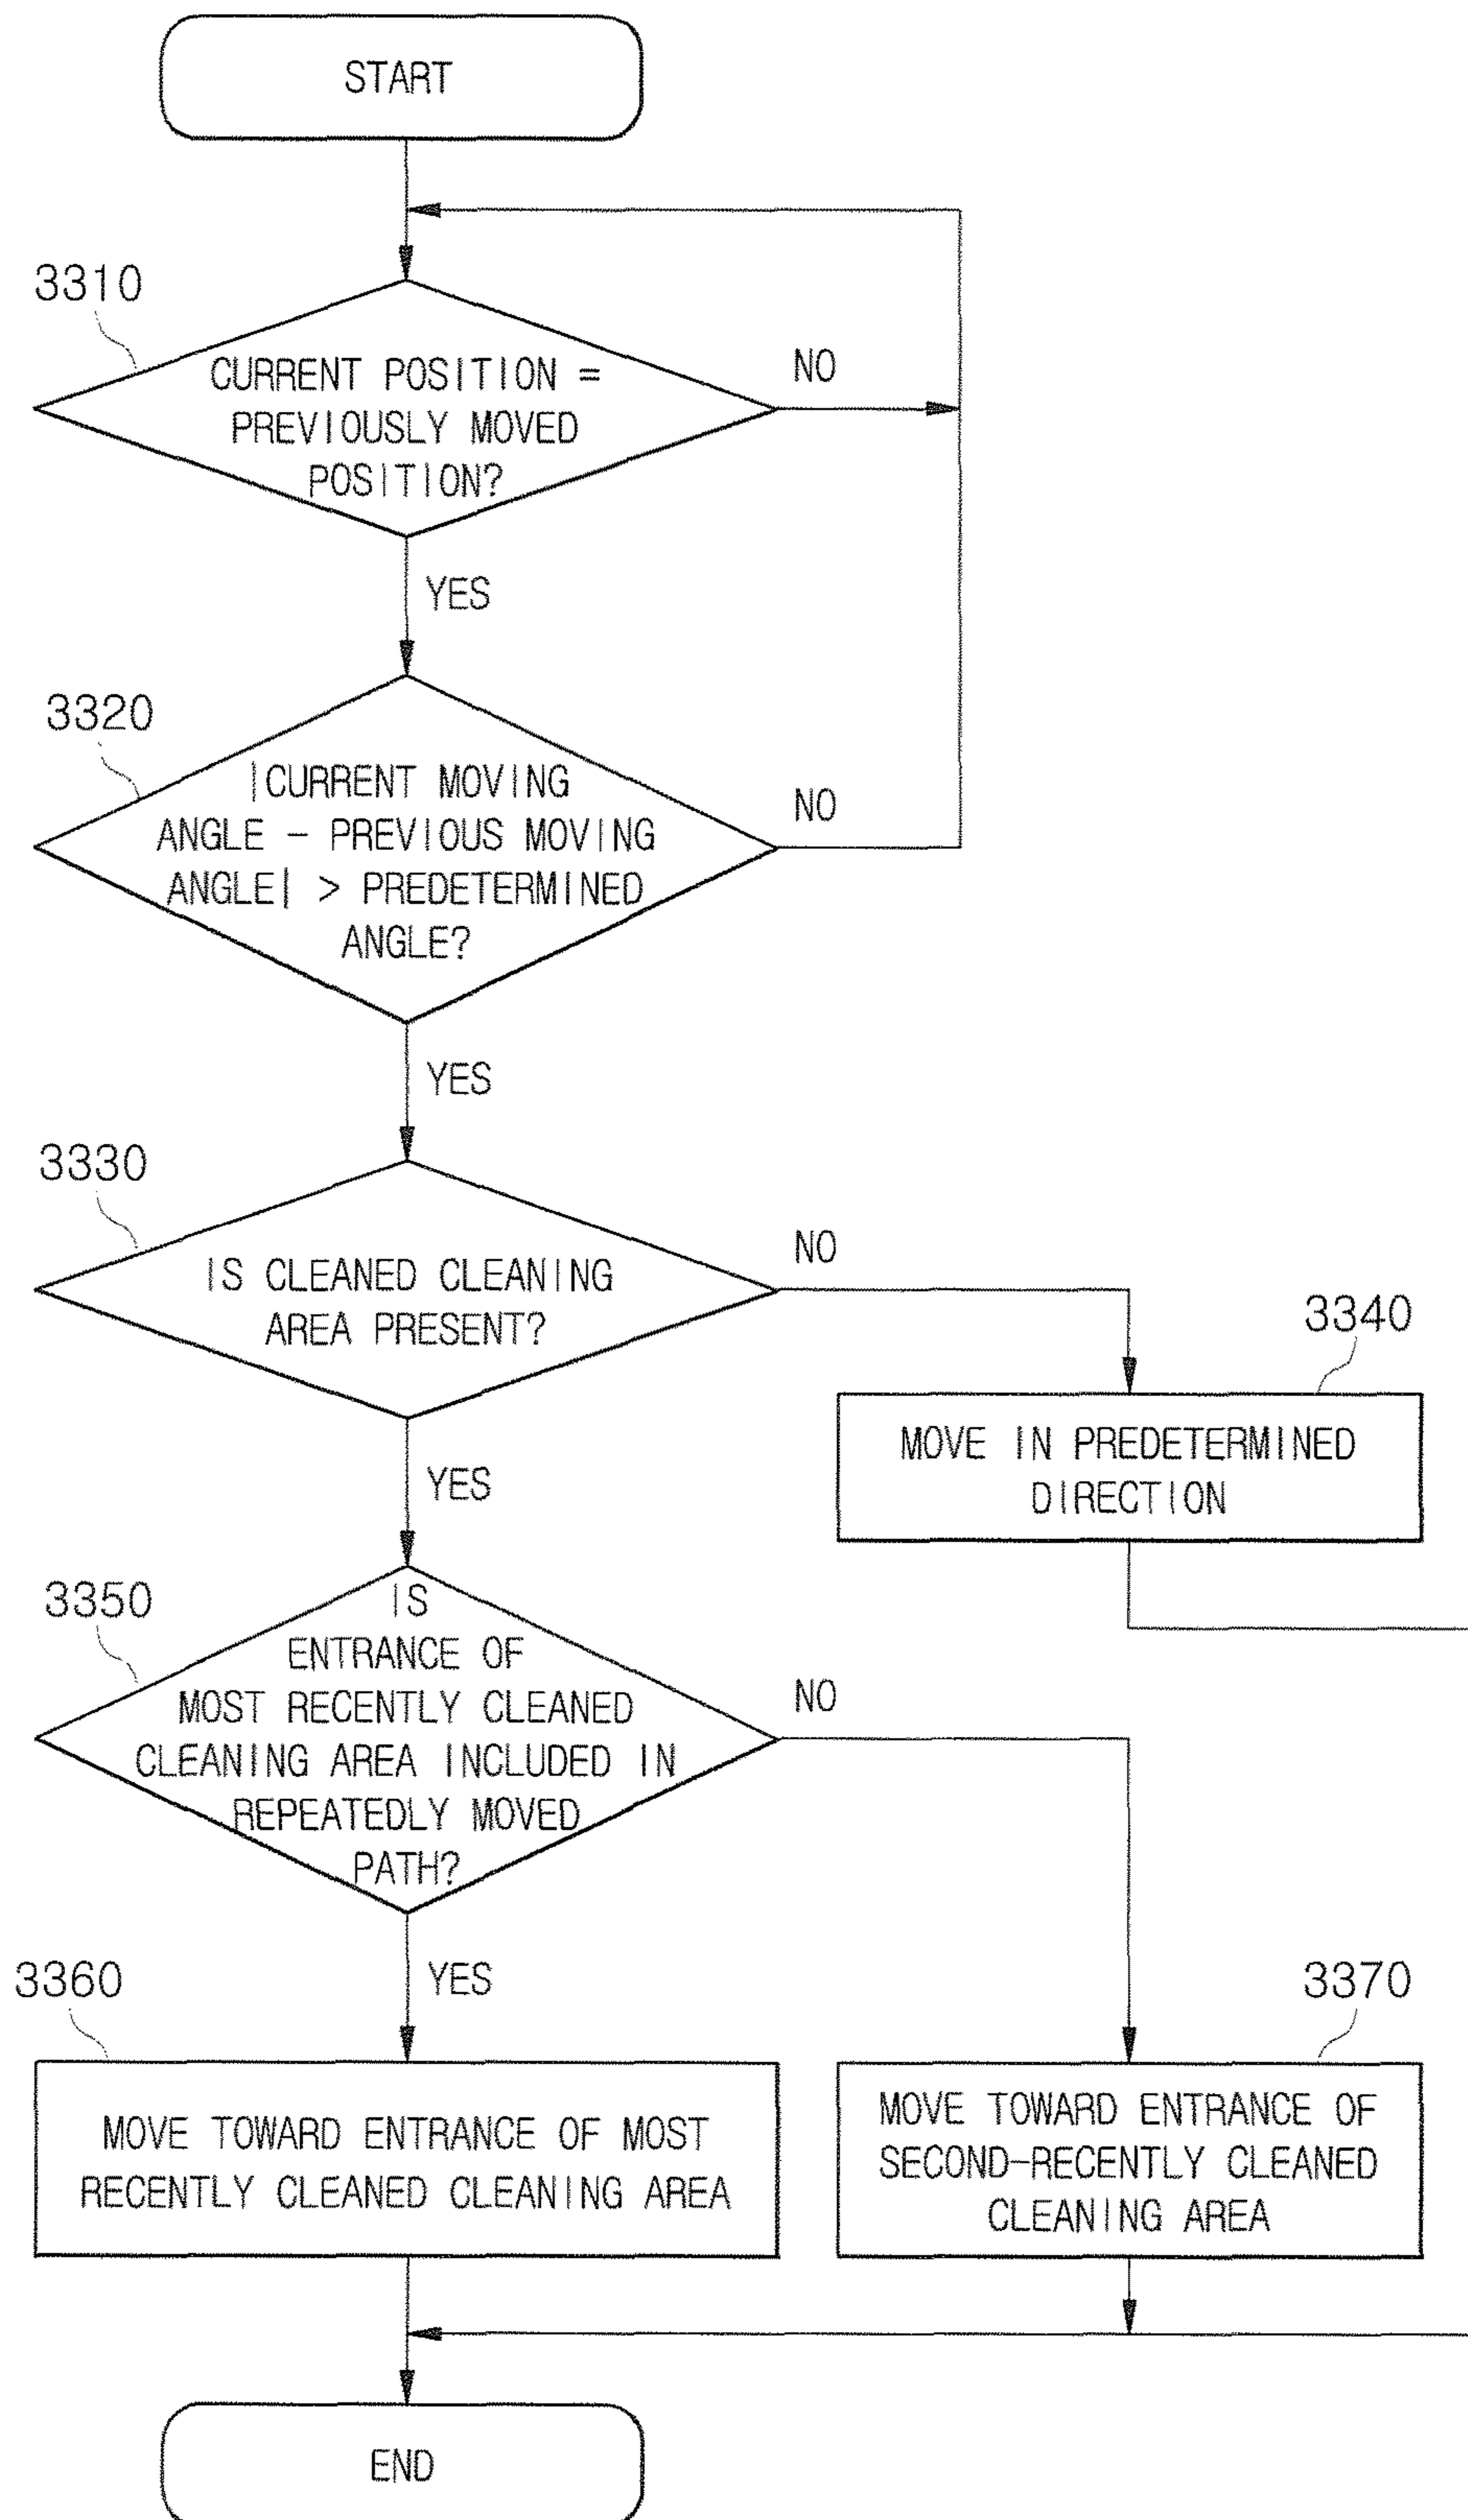 START
3310
CURRENT POSITION =
PREVIOUSLY MOVED
POSITION?
NO
YES
3320
|CURRENT MOVING
ANGLE - PREVIOUS MOVING
ANGLE| > PREDETERMINED
ANGLE?
NO
YES
3330
IS CLEANED CLEANING
AREA PRESENT?
NO
YES
3340
MOVE IN PREDETERMINED
DIRECTION
3350
IS
ENTRANCE OF
MOST RECENTLY CLEANED
CLEANING AREA INCLUDED IN
REPEATEDLY MOVED
PATH?
NO
YES
3360
MOVE TOWARD ENTRANCE OF MOST
RECENTLY CLEANED CLEANING AREA
3370
MOVE TOWARD ENTRANCE OF
SECOND-RECENTLY CLEANED
CLEANING AREA
END